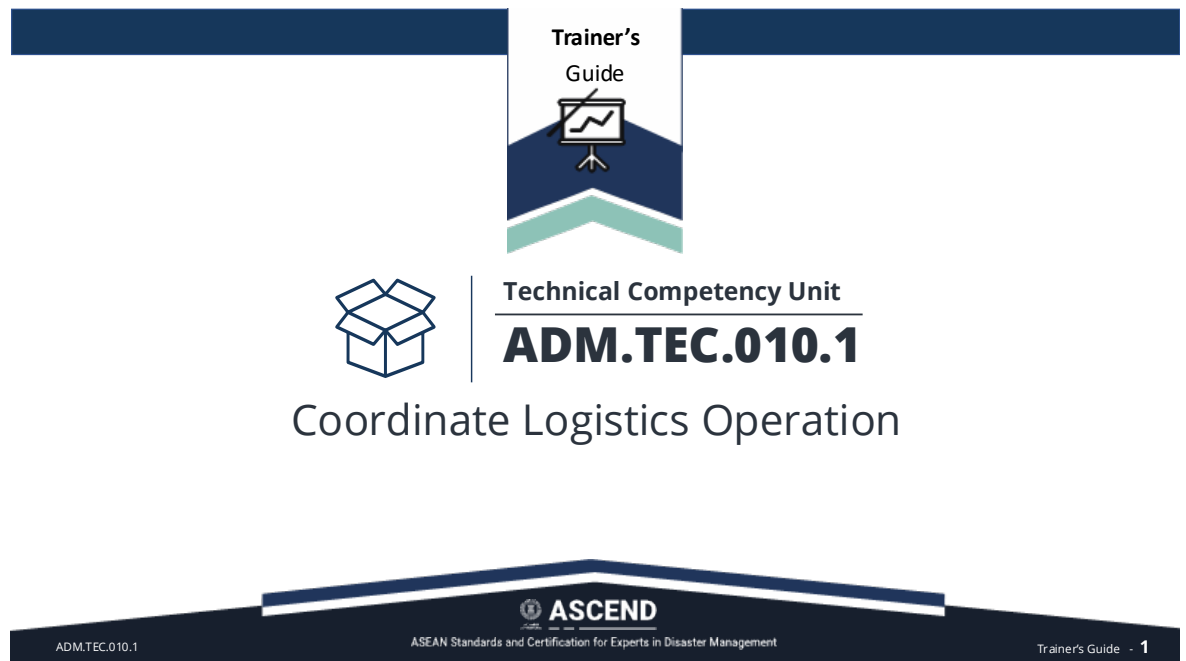 Trainer’s
Guide
Technical Competency Unit
ADM.TEC.010.1
Coordinate Logistics Operation
ASCEND
ASEAN Standards and Certification for Experts in Disaster Management
ADM.TEC.010.1
Trainer’s Guide - 1